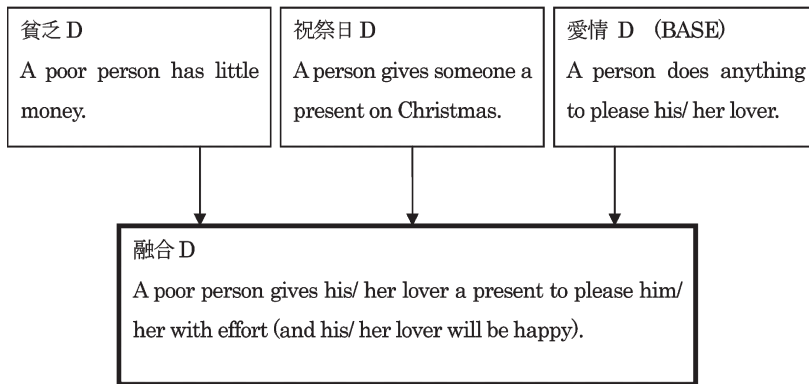 貧乏 D
A poor person has little
money.
祝祭日 D
A person gives someone a
present on Christmas.
愛情 D (BASE)
A person does anything
to please his/ her lover.
融合 D
A poor person gives his/ her lover a present to please him/
her with effort (and his/ her lover will be happy).